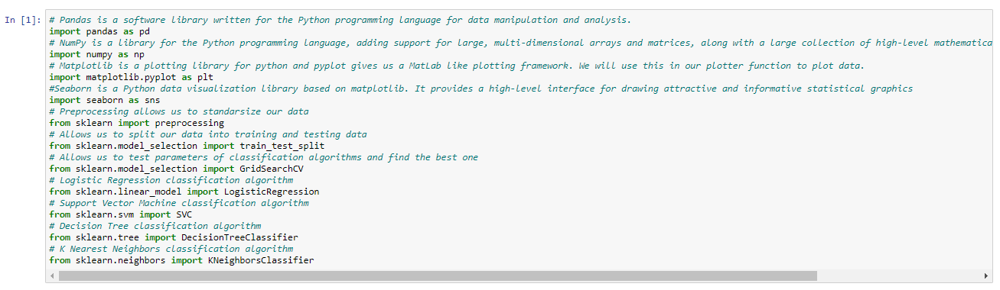 In [1]: # Pandas is a software library written for the Python programming language for data manipulation and analysis.
import pandas as pd
# NumPy is a library for the Python programming language, adding support for large, multi-dimensional arrays and matrices, along with a large collection of high-level mathematica
import numpy as np
# Matplotlib is a plotting library for python and pyplot gives us a MatLab like plotting framework. We will use this in our plotter function to plot data.
import matplotlib.pyplot as plt
#Seaborn is a Python data visualization library based on matplotlib. It provides a high-level interface for drawing attractive and informative statistical graphics
import seaborn as sns
# Preprocessing allows us to standarsize our data
from sklearn import preprocessing
# Allows us to split our data into training and testing data
from sklearn.model_selection import train_test_split
# Allows us to test parameters of classification algorithms and find the best one
from sklearn.model_selection import GridSearchCV
# Logistic Regression classification algorithm
from sklearn.linear_model import LogisticRegression
# Support Vector Machine classification algorithm
from sklearn.svm import SVC
# Decision Tree classification algorithm
from sklearn.tree import DecisionTreeClassifier
# K Nearest Neighbors classification algorithm
from sklearn.neighbors import KNeighborsClassifier